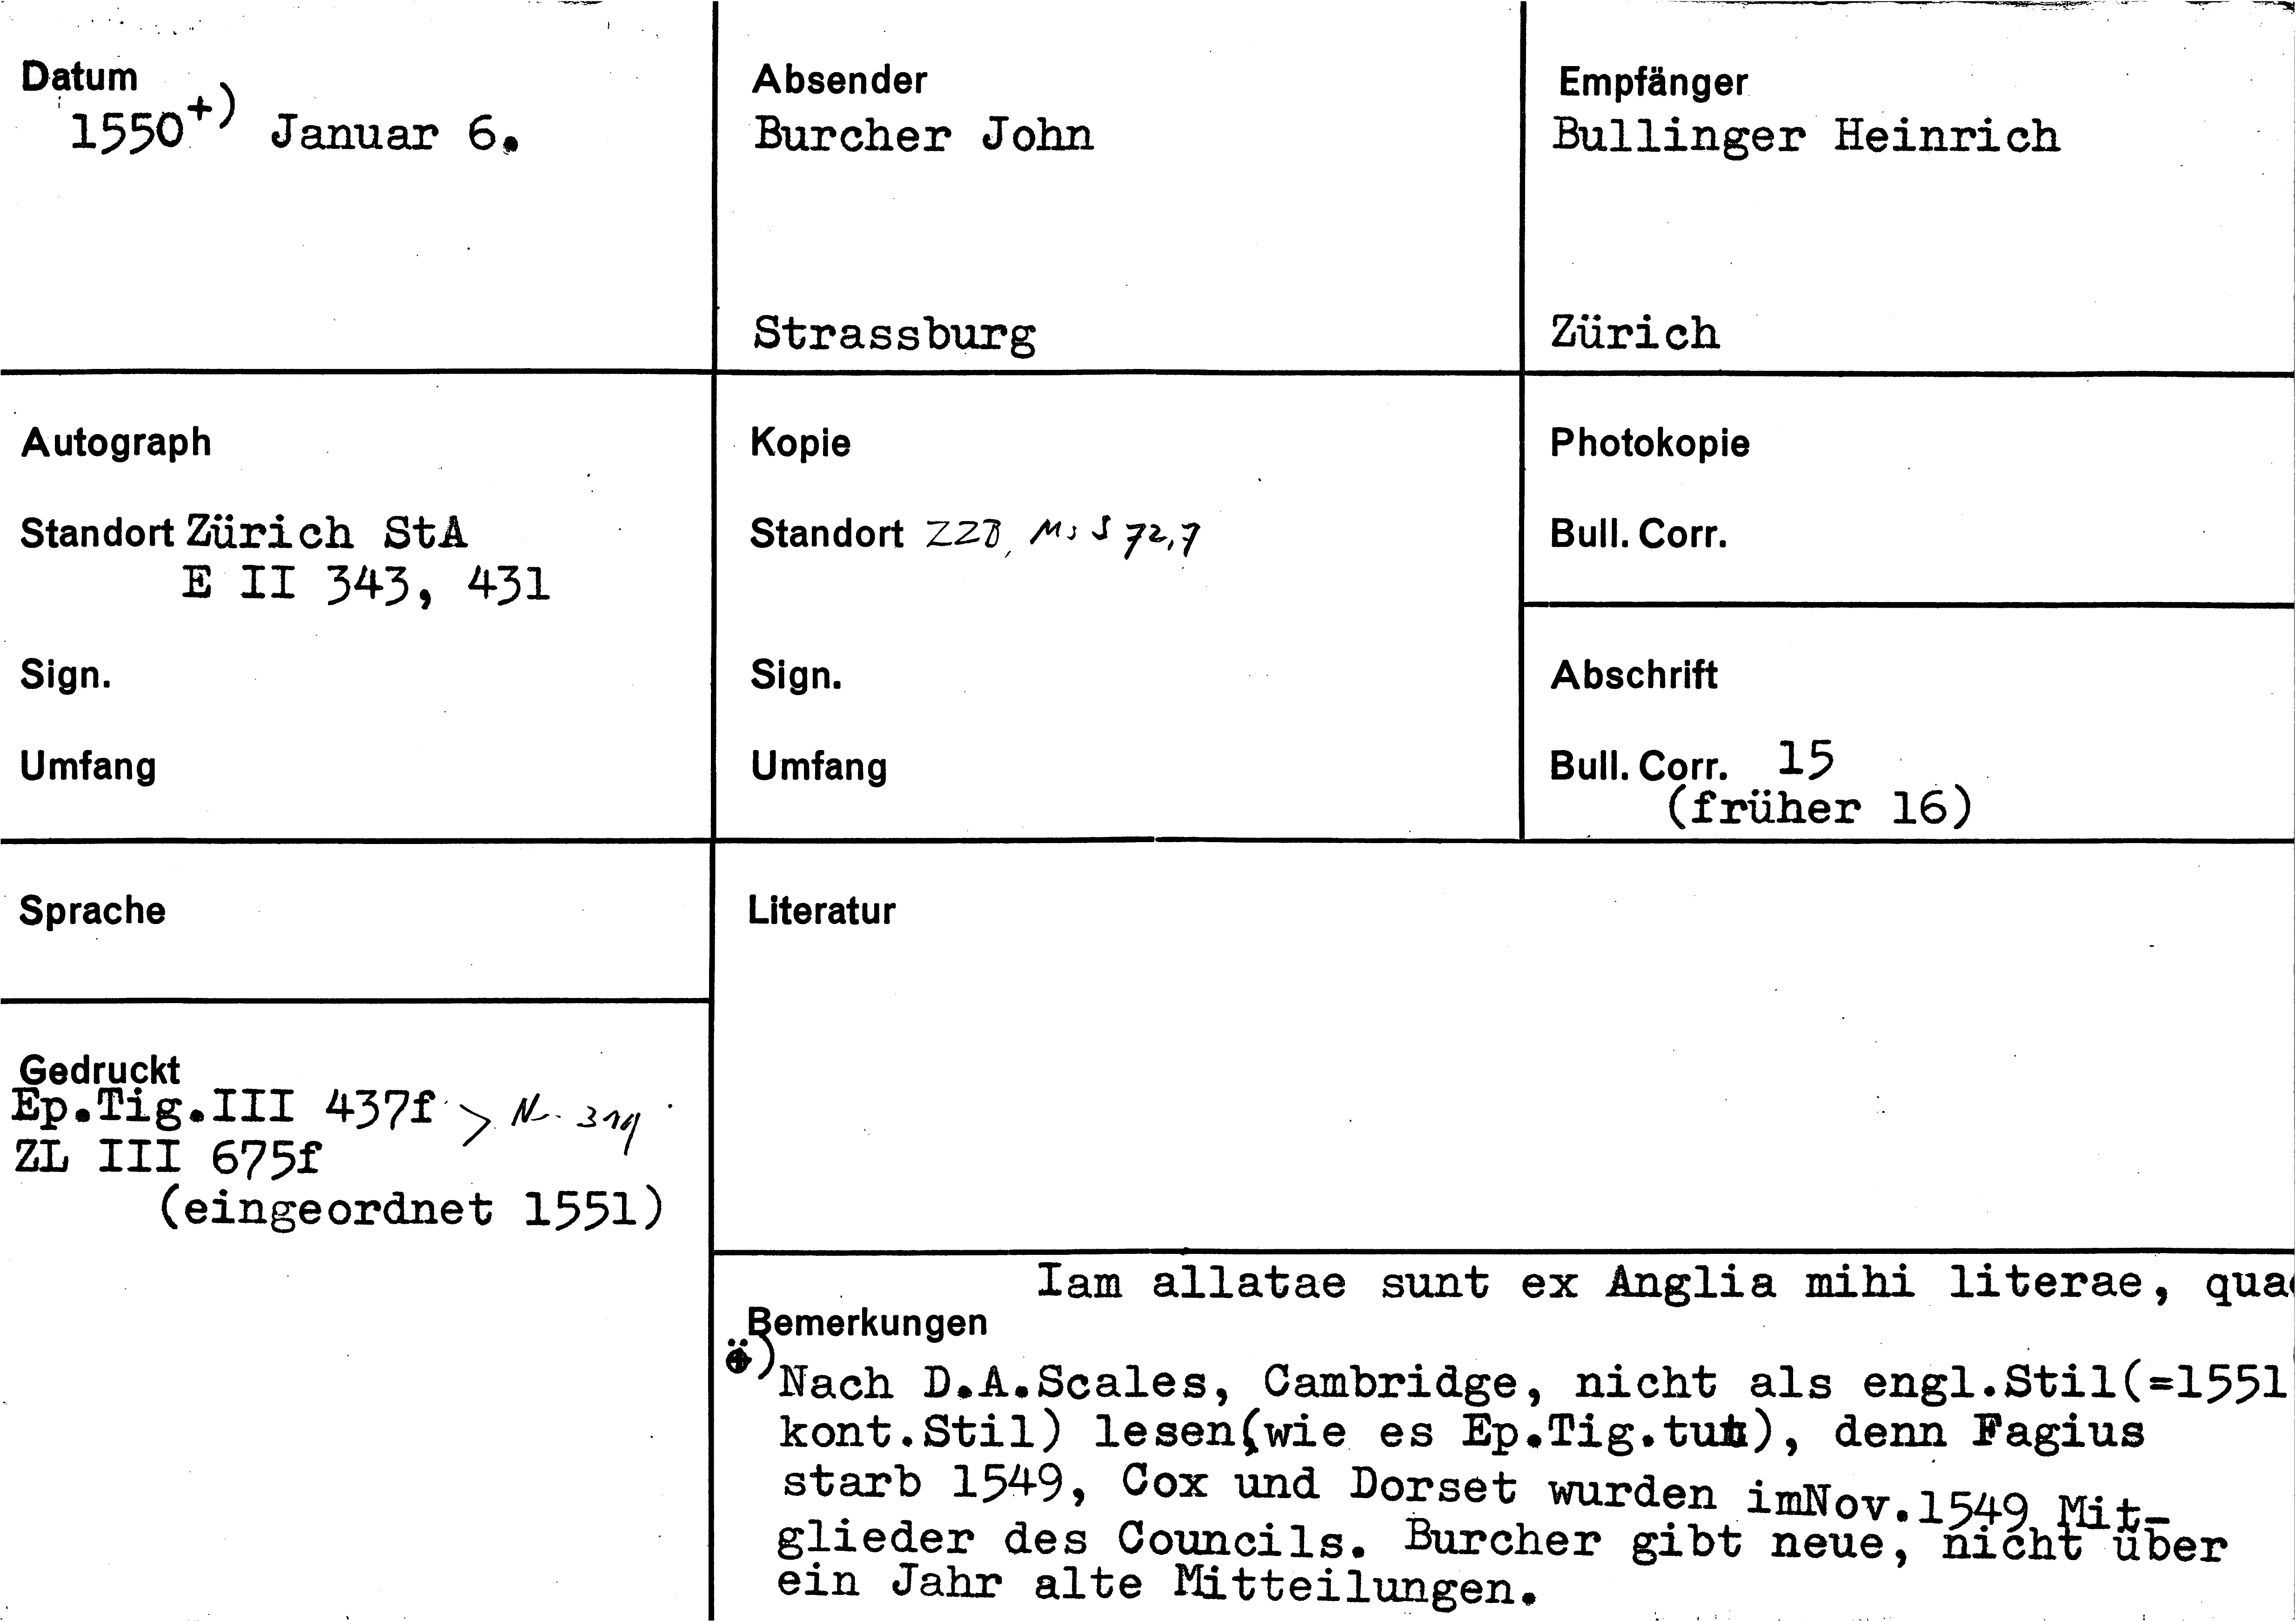 Datum
1550+) Januar 6.
Absender
Burcher John
Strassburg
Empfänger
Bullinger Heinrich
Zürich
Autograph
Standort Zürich StA
E II 343, 431
Sign.
Umfang
Kopie
Standort ZZB, Ms S 72,7
Sign.
Umfang
Photokopie
Bull. Corr.
Abschrift
Bull. Corr. 15
(früher 16)
Sprache
Literatur
Gedruckt
Ep.Tig.III 437f > Nr. 319
ZL III 675f
(eingeordnet 1551)
Iam allatae sunt ex Anglia mihi literae, qua
Bemerkungen
+) Nach D.A.Scales, Cambridge, nicht als engl.Stil(=1551
kont.Stil) lesen(wie es Ep.Tig.tut), denn Fagius
starb 1549, Cox und Dorset wurden imNov.1549 Mit-
glieder des Councils. Burcher gibt neue, nicht über
ein Jahr alte Mitteilungen.